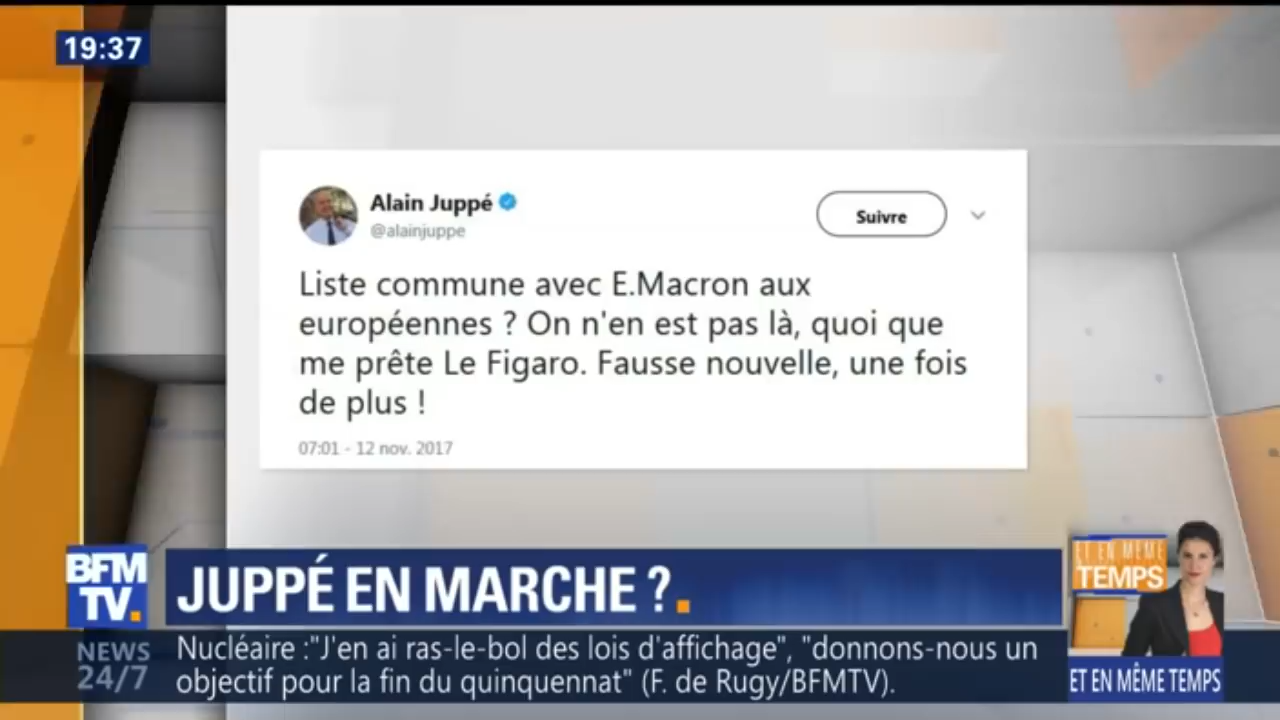 19:37
Alain Juppé
@alainjuppe
Suivre
Liste commune avec E.Macron aux
européennes ? On n'en est pas là, quoi que
me prête Le Figaro. Fausse nouvelle, une fois
de plus !
07:01 - 12 nov. 2017
BFM
TV.
JUPPÉ EN MARCHE ?.
ET EN MÊME
TEMPS
NEWS
24/7
Nucléaire :"J'en ai ras-le-bol des lois d'affichage", "donnons-nous un
objectif pour la fin du quinquennat" (F. de Rugy/BFMTV).
ET EN MÊME TEMPS